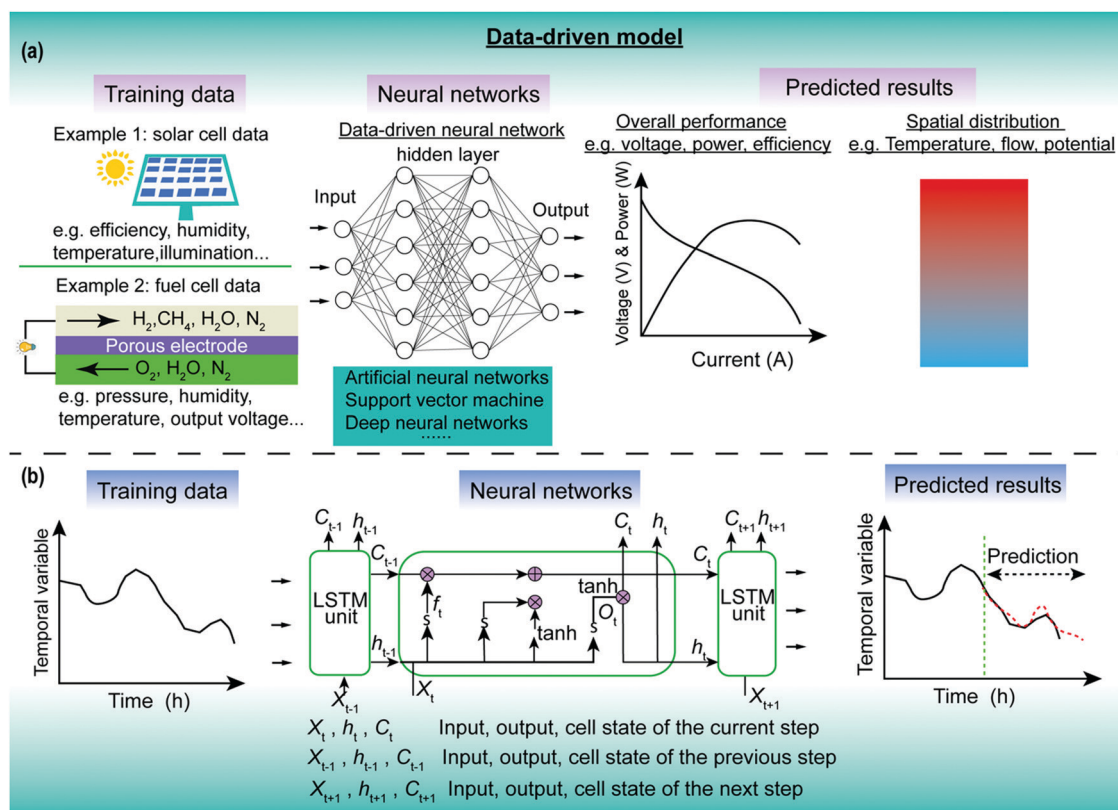 Data-driven model
(a)
Training data
Example 1: solar cell data
e.g. efficiency, humidity,
temperature,illumination...
Example 2: fuel cell data
H2,CH4, H2O, N2
Porous electrode
O2, H2O, N2
e.g. pressure, humidity,
temperature, output voltage...
Neural networks
Data-driven neural network
hidden layer
Input
Output
Artificial neural networks
Support vector machine
Deep neural networks
......
Predicted results
Overall performance
e.g. voltage, power, efficiency
Voltage (V) & Power (W)
Current (A)
Spatial distribution
e.g. Temperature, flow, potential
(b)
Training data
Temporal variable
Time (h)
Neural networks
Ct-1
ht-1
LSTM
unit
Xt-1
Ct-1
ht-1
ft
s
s
tanh
s
tanh
Ot
Xt
Ct
ht
Ct
ht
Ct+1
ht+1
LSTM
unit
Xt+1
Xt , ht , Ct Input, output, cell state of the current step
Xt-1 , ht-1 , Ct-1 Input, output, cell state of the previous step
Xt+1 , ht+1 , Ct+1 Input, output, cell state of the next step
Predicted results
Prediction
Temporal variable
Time (h)